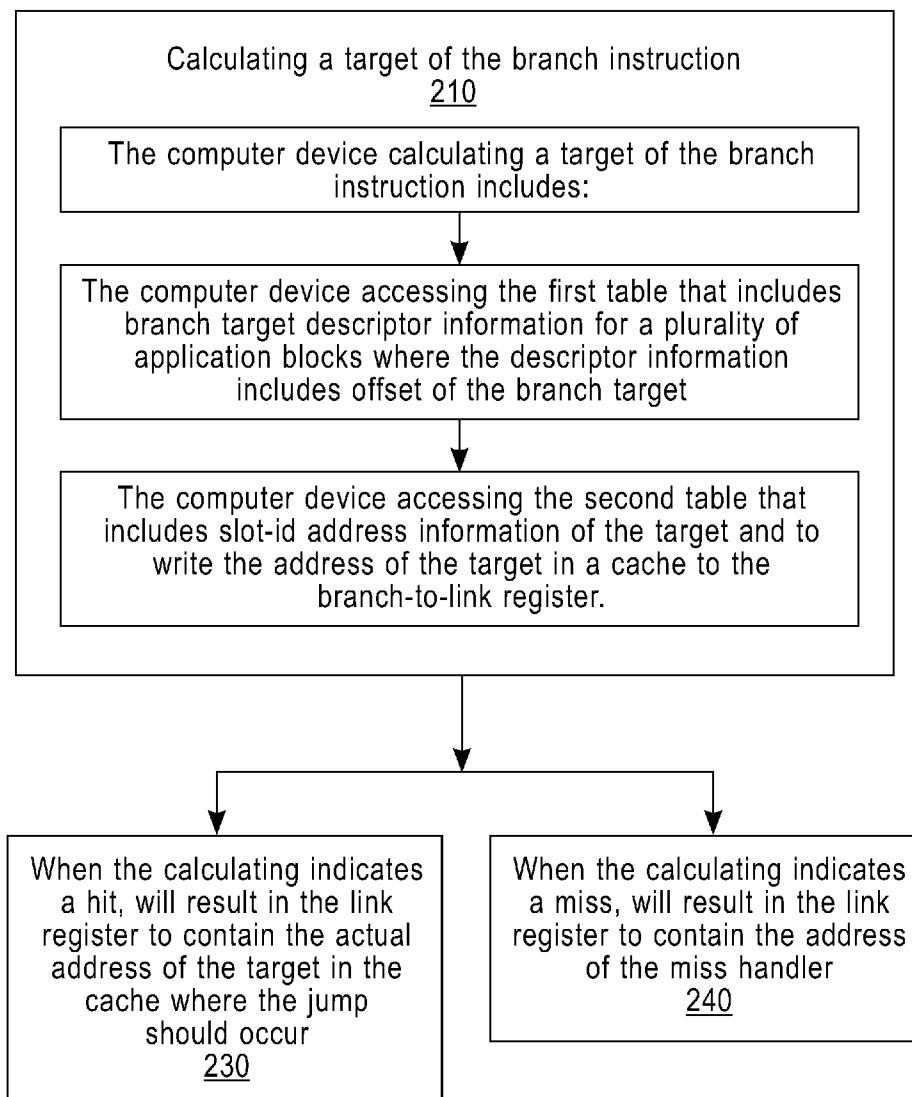 Calculating a target of the branch instruction
210
The computer device calculating a target of the branch
instruction includes:
The computer device accessing the first table that includes
branch target descriptor information for a plurality of
application blocks where the descriptor information
includes offset of the branch target
The computer device accessing the second table that
includes slot-id address information of the target and to
write the address of the target in a cache to the
branch-to-link register.
When the calculating indicates
a hit, will result in the link
register to contain the actual
address of the target in the
cache where the jump
should occur
230
When the calculating indicates
a miss, will result in the link
register to contain the address
of the miss handler
240